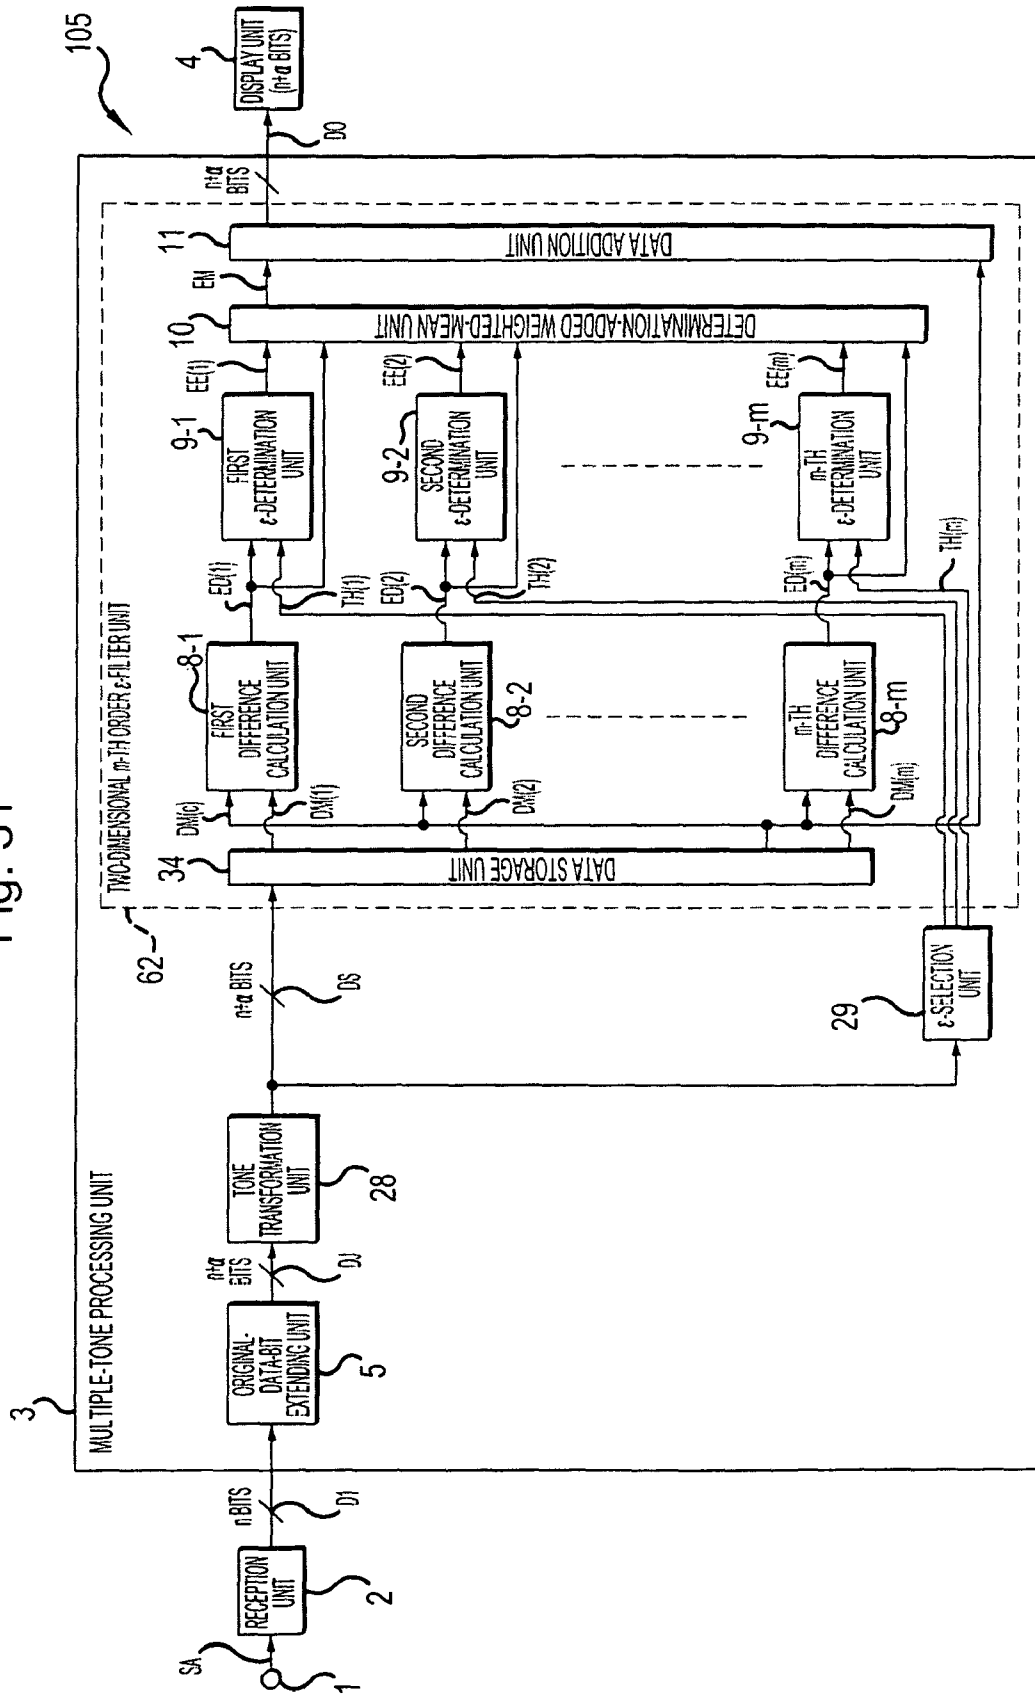 105
3
MULTIPLE-TONE PROCESSING UNIT
1
SA
RECEPTION
UNIT
2
n BITS
D1
ORIGINAL-
DATA-BIT
EXTENDING UNIT
5
n+α
BITS
DJ
TONE
TRANSFORMATION
UNIT
28
n+α BITS
DS
29
ε-SELECTION
UNIT
62
TWO-DIMENSIONAL m-TH ORDER ε-FILTER UNIT
34
DATA STORAGE UNIT
DM(c)
DM(1)
DM(2)
DM(m)
FIRST
DIFFERENCE
CALCULATION UNIT
8-1
SECOND
DIFFERENCE
CALCULATION UNIT
8-2
m-TH
DIFFERENCE
CALCULATION UNIT
8-m
ED(1)
TH(1)
ED(2)
TH(2)
ED(m)
TH(m)
9-1
FIRST
ε-DETERMINATION
UNIT
9-2
SECOND
ε-DETERMINATION
UNIT
9-m
m-TH
ε-DETERMINATION
UNIT
EE(1)
EE(2)
EE(m)
10
DETERMINATION-ADDED WEIGHTED-MEAN UNIT
EM
11
DATA ADDITION UNIT
n+α
BITS
DO
4
DISPLAY UNIT
(n+α BITS)